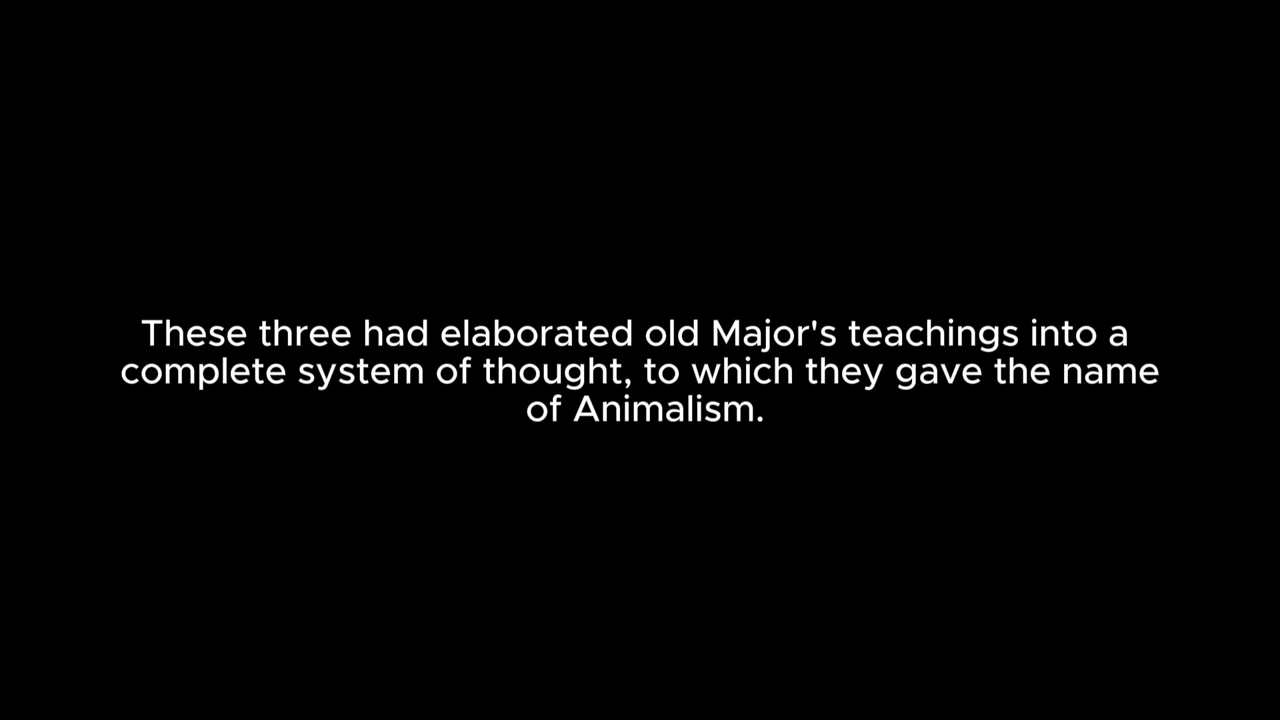 These three had elaborated old Major's teachings into a
complete system of thought, to which they gave the name
of Animalism.